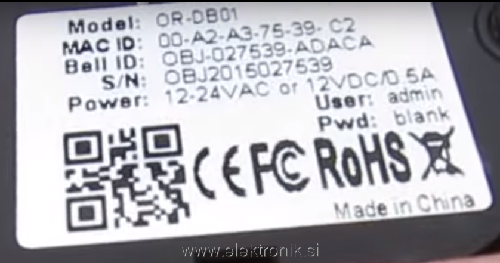 Model: OR-DB01
MAC ID: 00-A2-A3-75-39- C2
Bell ID: OBJ-027539-ADACA
S/N: OBJ2015027539
Power: 12-24VAC or 12VDC/0.5A
User: admin
Pwd: blank
CE FC RoHS
Made in China
www.elektronik.si